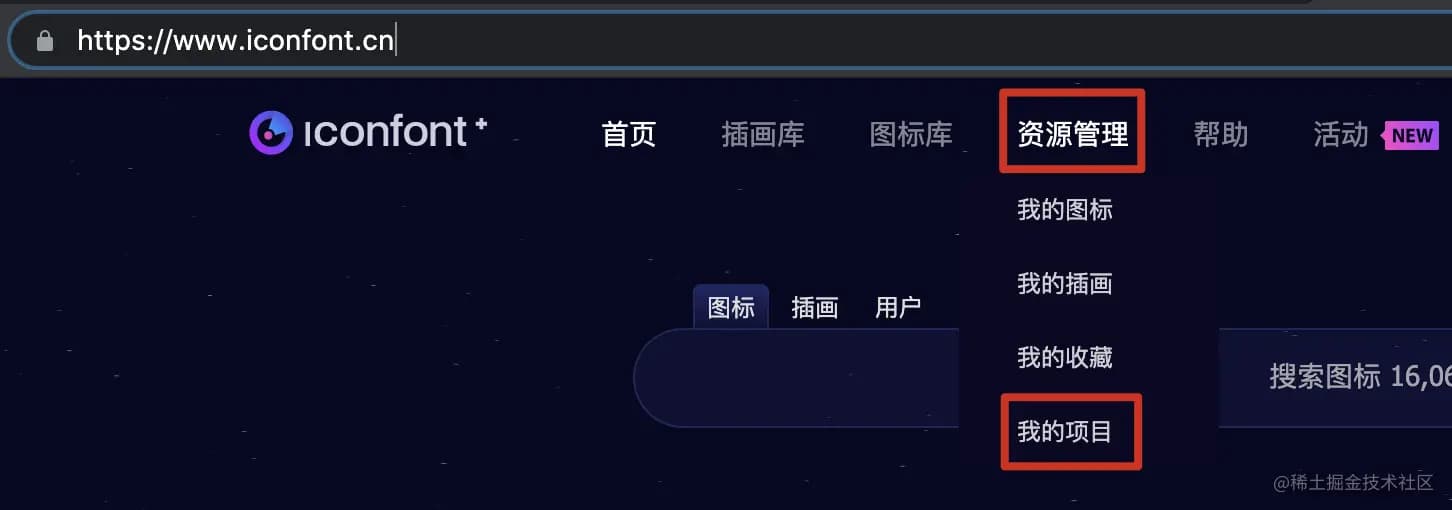 https://www.iconfont.cn
iconfont+
首页 插画库 图标库 资源管理 帮助 活动 NEW
我的图标
我的插画
图标 插画 用户
我的收藏
搜索图标 16,06
我的项目
@稀土掘金技术社区